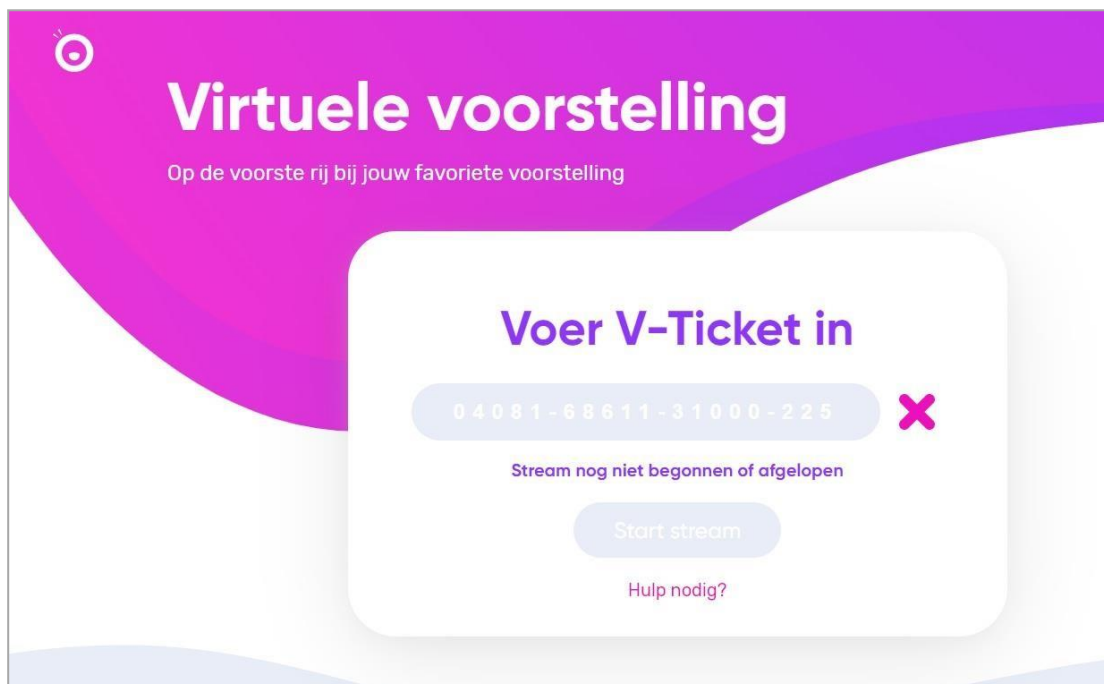 Virtuele voorstelling
Op de voorste rij bij jouw favoriete voorstelling
Voer V-Ticket in
04081-68611-31000-225
Stream nog niet begonnen of afgelopen
Start stream
Hulp nodig?